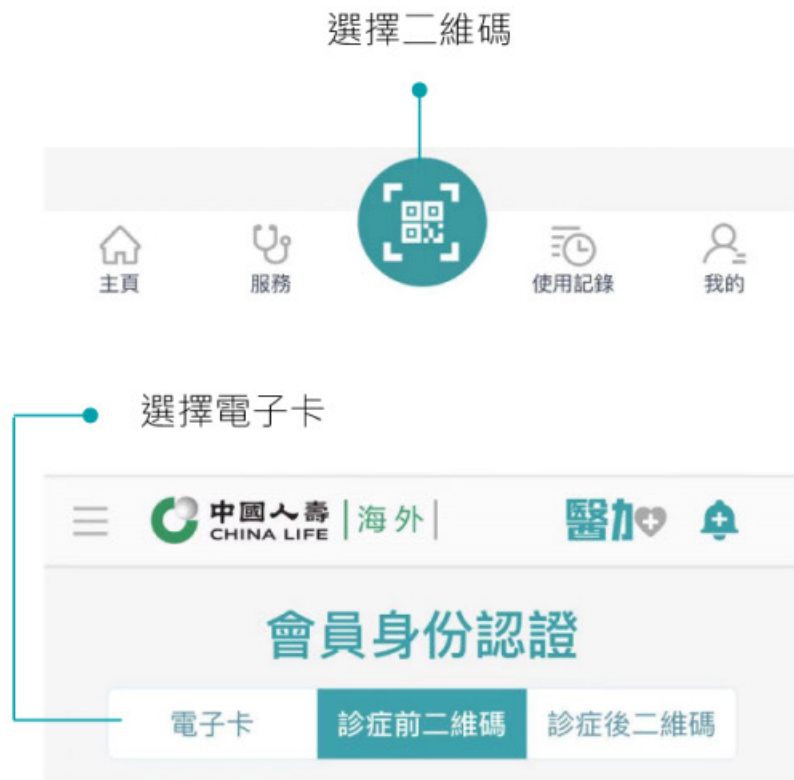 選擇二維碼
主頁
服務
使用記錄
我的
選擇電子卡
中國人壽 海外 醫加
CHINA LIFE
會員身份認證
電子卡 診症前二維碼 診症後二維碼